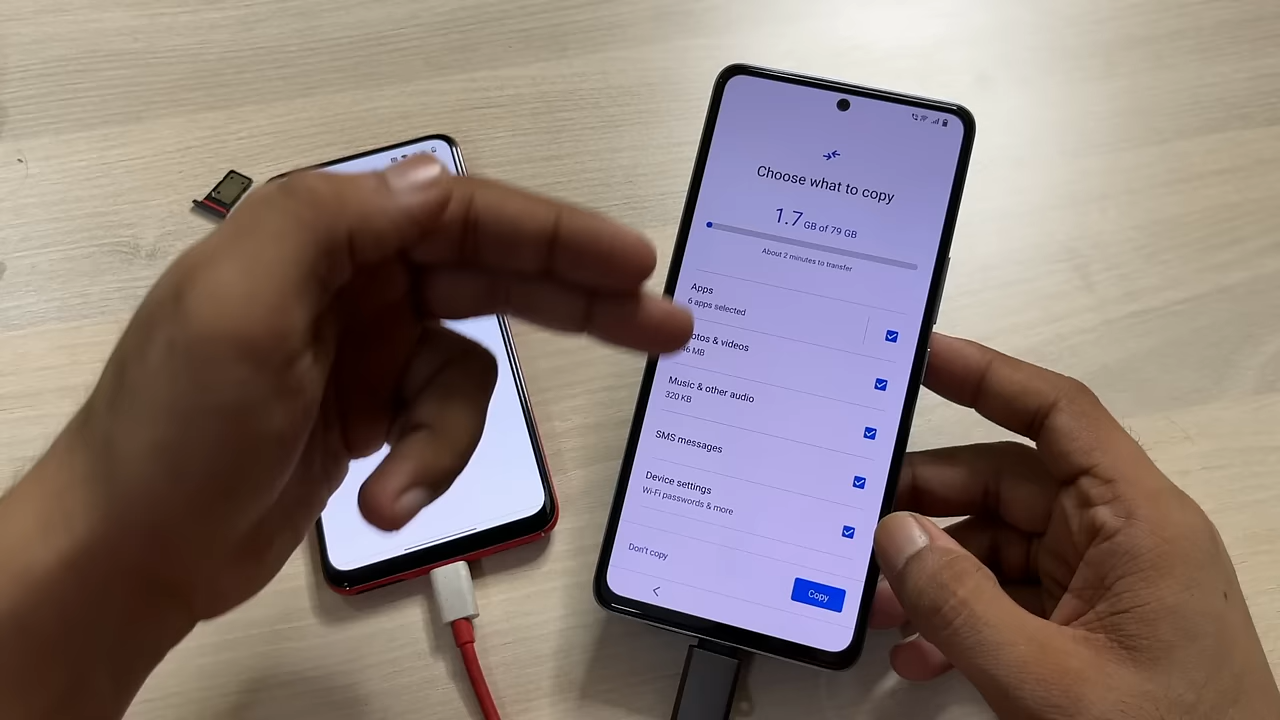 Choose what to copy
1.7 GB of 79 GB
About 2 minutes to transfer
Apps
6 apps selected
& videos
MB
Music & other audio
320 KB
SMS messages
Device settings
Wi-Fi passwords & more
Don't copy
Copy